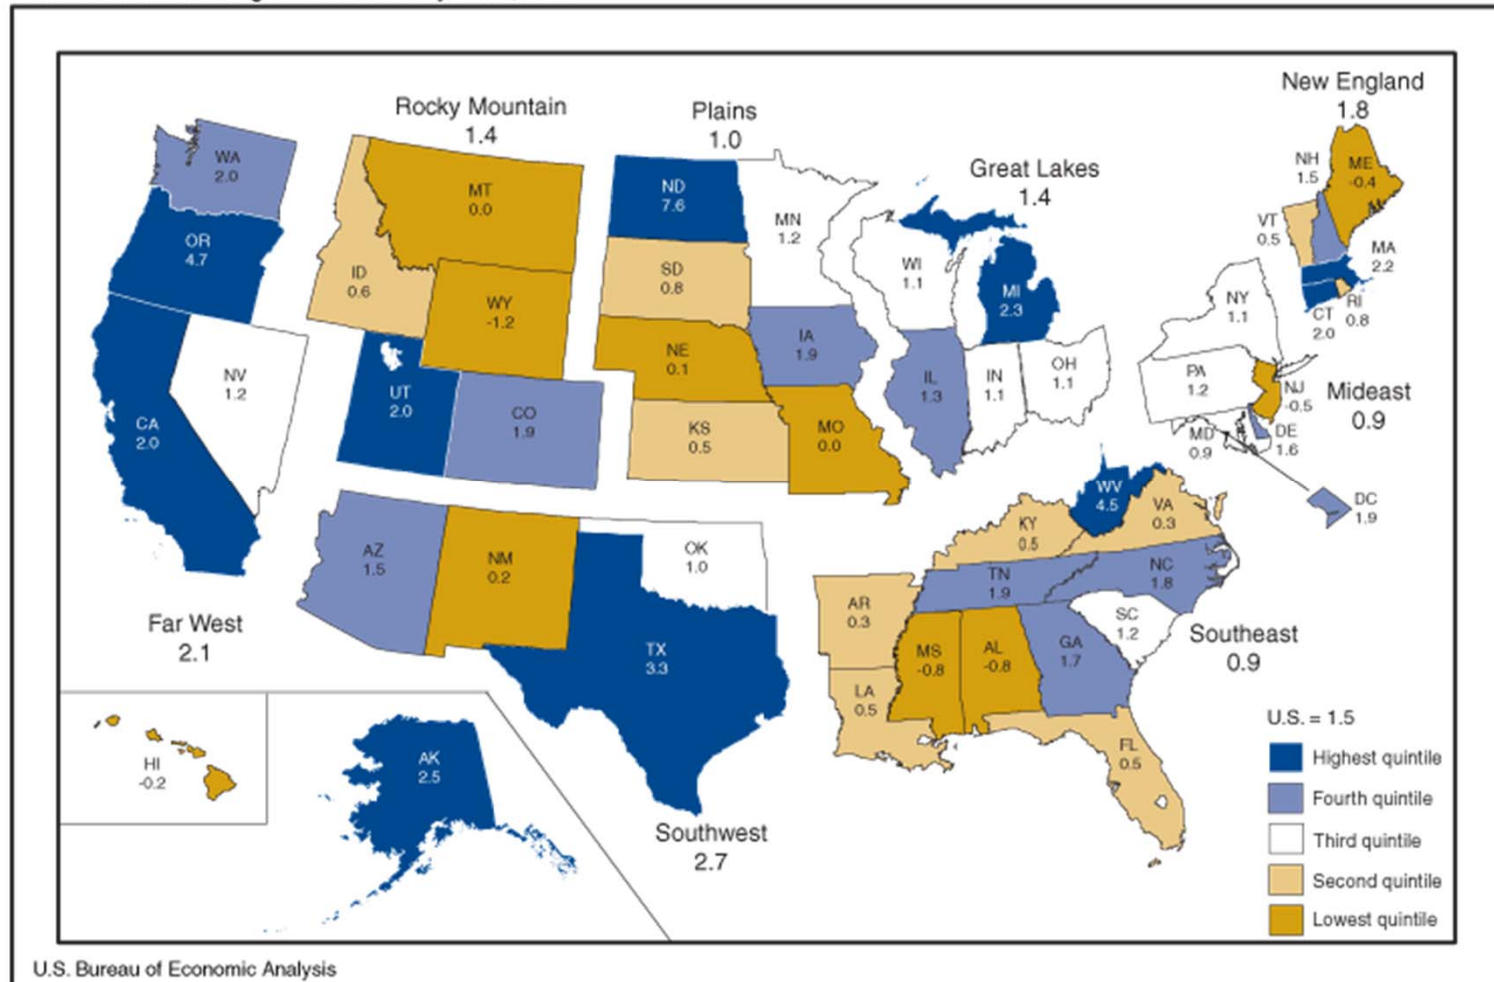 Rocky Mountain
1.4
Plains
1.0
New England
1.8
Great Lakes
1.4
WA
2.0
OR
4.7
CA
2.0
NV
1.2
MT
0.0
ID
0.6
WY
-1.2
UT
2.0
CO
1.9
ND
7.6
SD
0.8
NE
0.1
KS
0.5
MN
1.2
IA
1.9
MO
0.0
WI
1.1
MI
2.3
IL
1.3
IN
1.1
OH
1.1
NH
1.5
ME
-0.4
VT
0.5
MA
2.2
RI
0.8
CT
2.0
NY
1.1
PA
1.2
NJ
-0.5
Mideast
0.9
MD
0.9
DE
1.6
DC
1.9
AZ
1.5
NM
0.2
OK
1.0
TX
3.3
WV
4.5
VA
0.3
KY
0.5
TN
1.9
NC
1.8
AR
0.3
MS
-0.8
AL
-0.8
GA
1.7
SC
1.2
LA
0.5
FL
0.5
Far West
2.1
Southeast
0.9
HI
-0.2
AK
2.5
Southwest
2.7
U.S. = 1.5
Highest quintile
Fourth quintile
Third quintile
Second quintile
Lowest quintile
U.S. Bureau of Economic Analysis